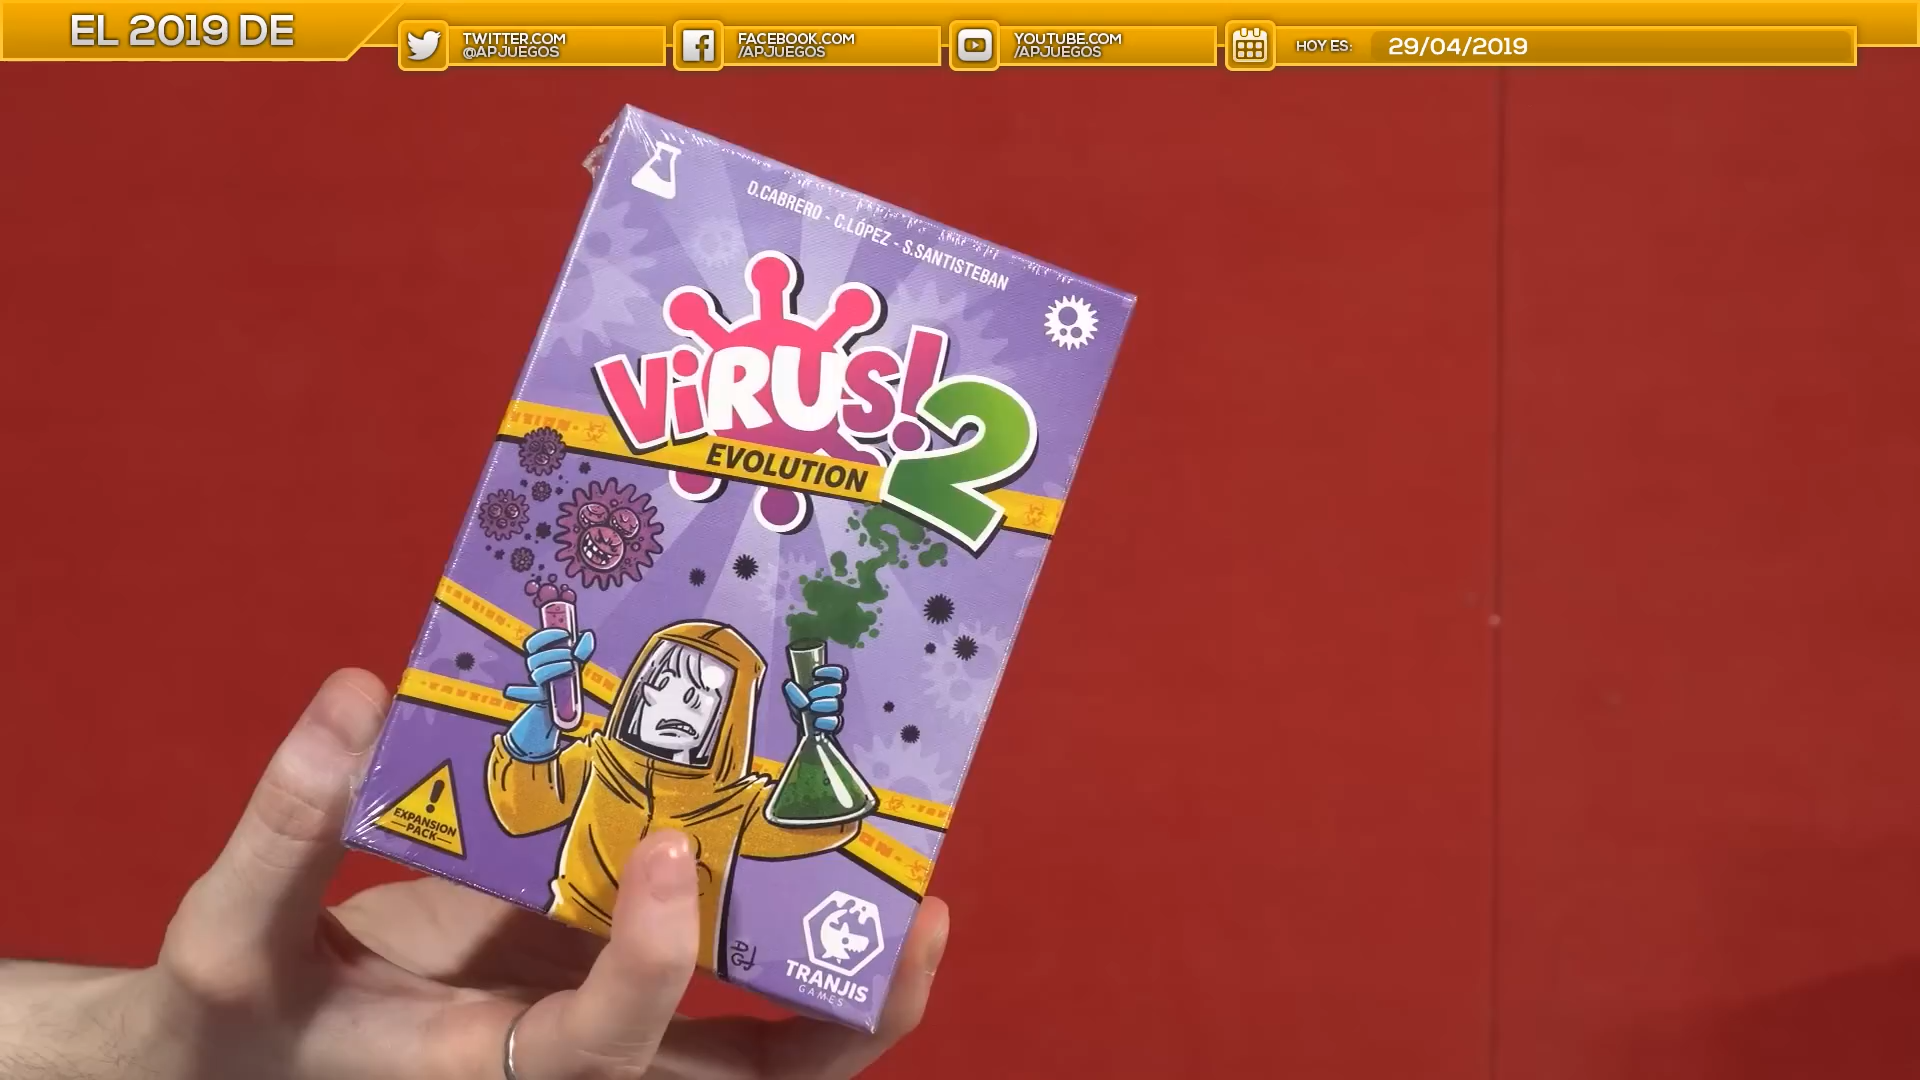 EL 2019 DE
TWITTER.COM
@APJUEGOS
FACEBOOK.COM
/APJUEGOS
YOUTUBE.COM
/APJUEGOS
HOY ES:
29/04/2019
D.CABRERO - C.LÓPEZ - S.SANTISTEBAN
ViRUS! 2
EVOLUTION
EXPANSION
PACK
TRANJIS
GAMES